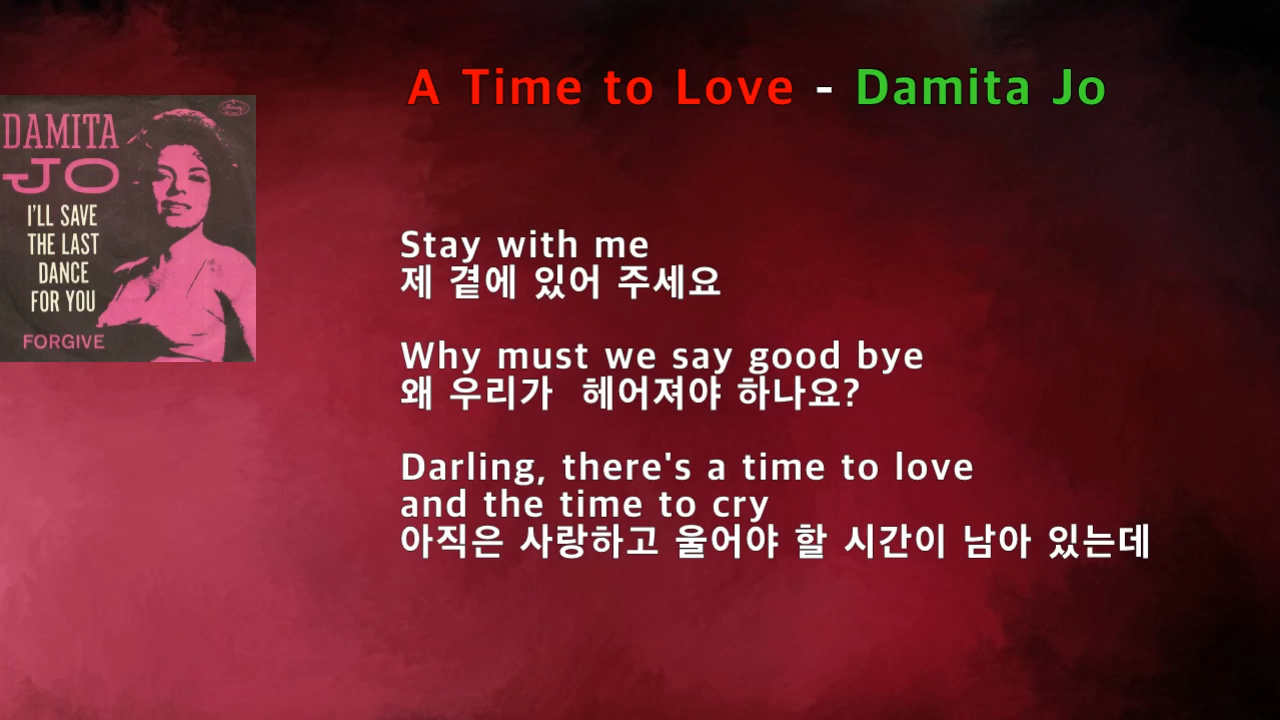 A Time to Love - Damita Jo
DAMITA
JO
I'LL SAVE
THE LAST
DANCE
FOR YOU
FORGIVE
Stay with me
제 곁에 있어 주세요
Why must we say good bye
왜 우리가 헤어져야 하나요?
Darling, there's a time to love
and the time to cry
아직은 사랑하고 울어야 할 시간이 남아 있는데